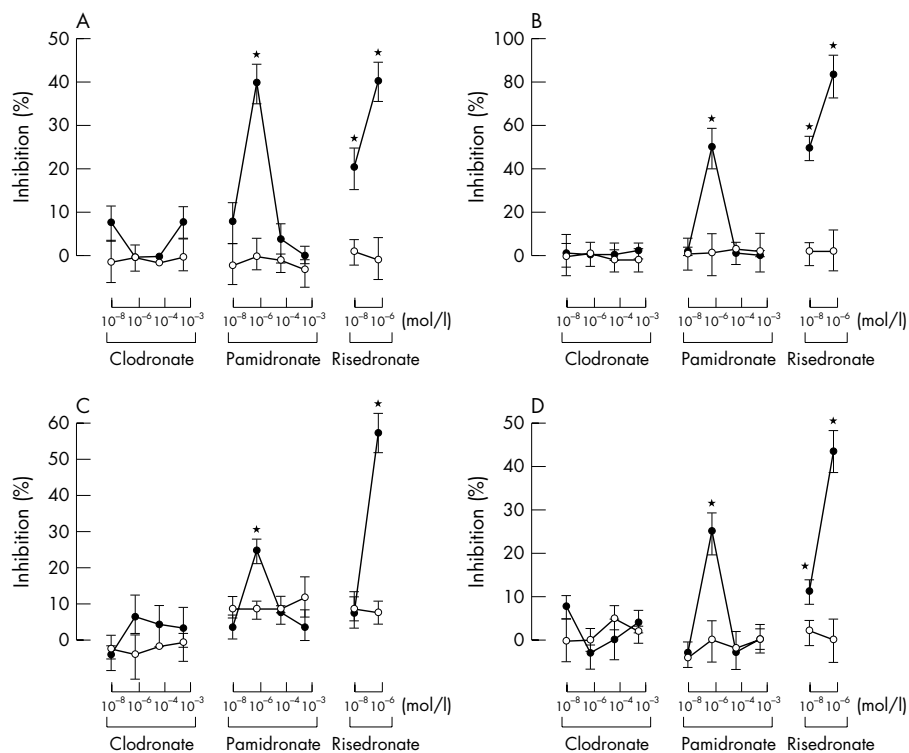 A
50
40
30
20
10
0
Inhibition (%)
10⁻⁸ 10⁻⁶ 10⁻⁴ 10⁻³ 10⁻⁸ 10⁻⁶ 10⁻⁴ 10⁻³ 10⁻⁸ 10⁻⁶ (mol/l)
Clodronate Pamidronate Risedronate
B
100
80
60
40
20
0
Inhibition (%)
10⁻⁸ 10⁻⁶ 10⁻⁴ 10⁻³ 10⁻⁸ 10⁻⁶ 10⁻⁴ 10⁻³ 10⁻⁸ 10⁻⁶ (mol/l)
Clodronate Pamidronate Risedronate
C
60
50
40
30
20
10
0
Inhibition (%)
10⁻⁸ 10⁻⁶ 10⁻⁴ 10⁻³ 10⁻⁸ 10⁻⁶ 10⁻⁴ 10⁻³ 10⁻⁸ 10⁻⁶ (mol/l)
Clodronate Pamidronate Risedronate
D
50
40
30
20
10
0
Inhibition (%)
10⁻⁸ 10⁻⁶ 10⁻⁴ 10⁻³ 10⁻⁸ 10⁻⁶ 10⁻⁴ 10⁻³ 10⁻⁸ 10⁻⁶ (mol/l)
Clodronate Pamidronate Risedronate